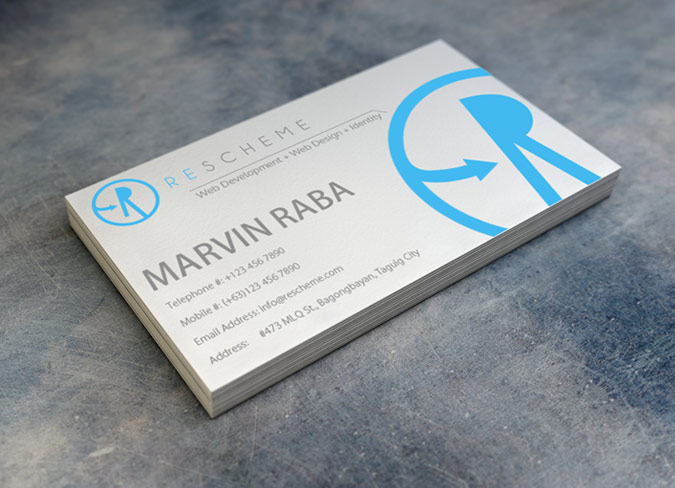 R
RESCHEME
Web Development + Web Design + Identity
R
MARVIN RABA
Telephone #: +123 456 7890
Mobile #: (+63)123 456 7890
Email Address: info@rescheme.com
Address: #473 MLQ St., Bagongbayan, Taguig City